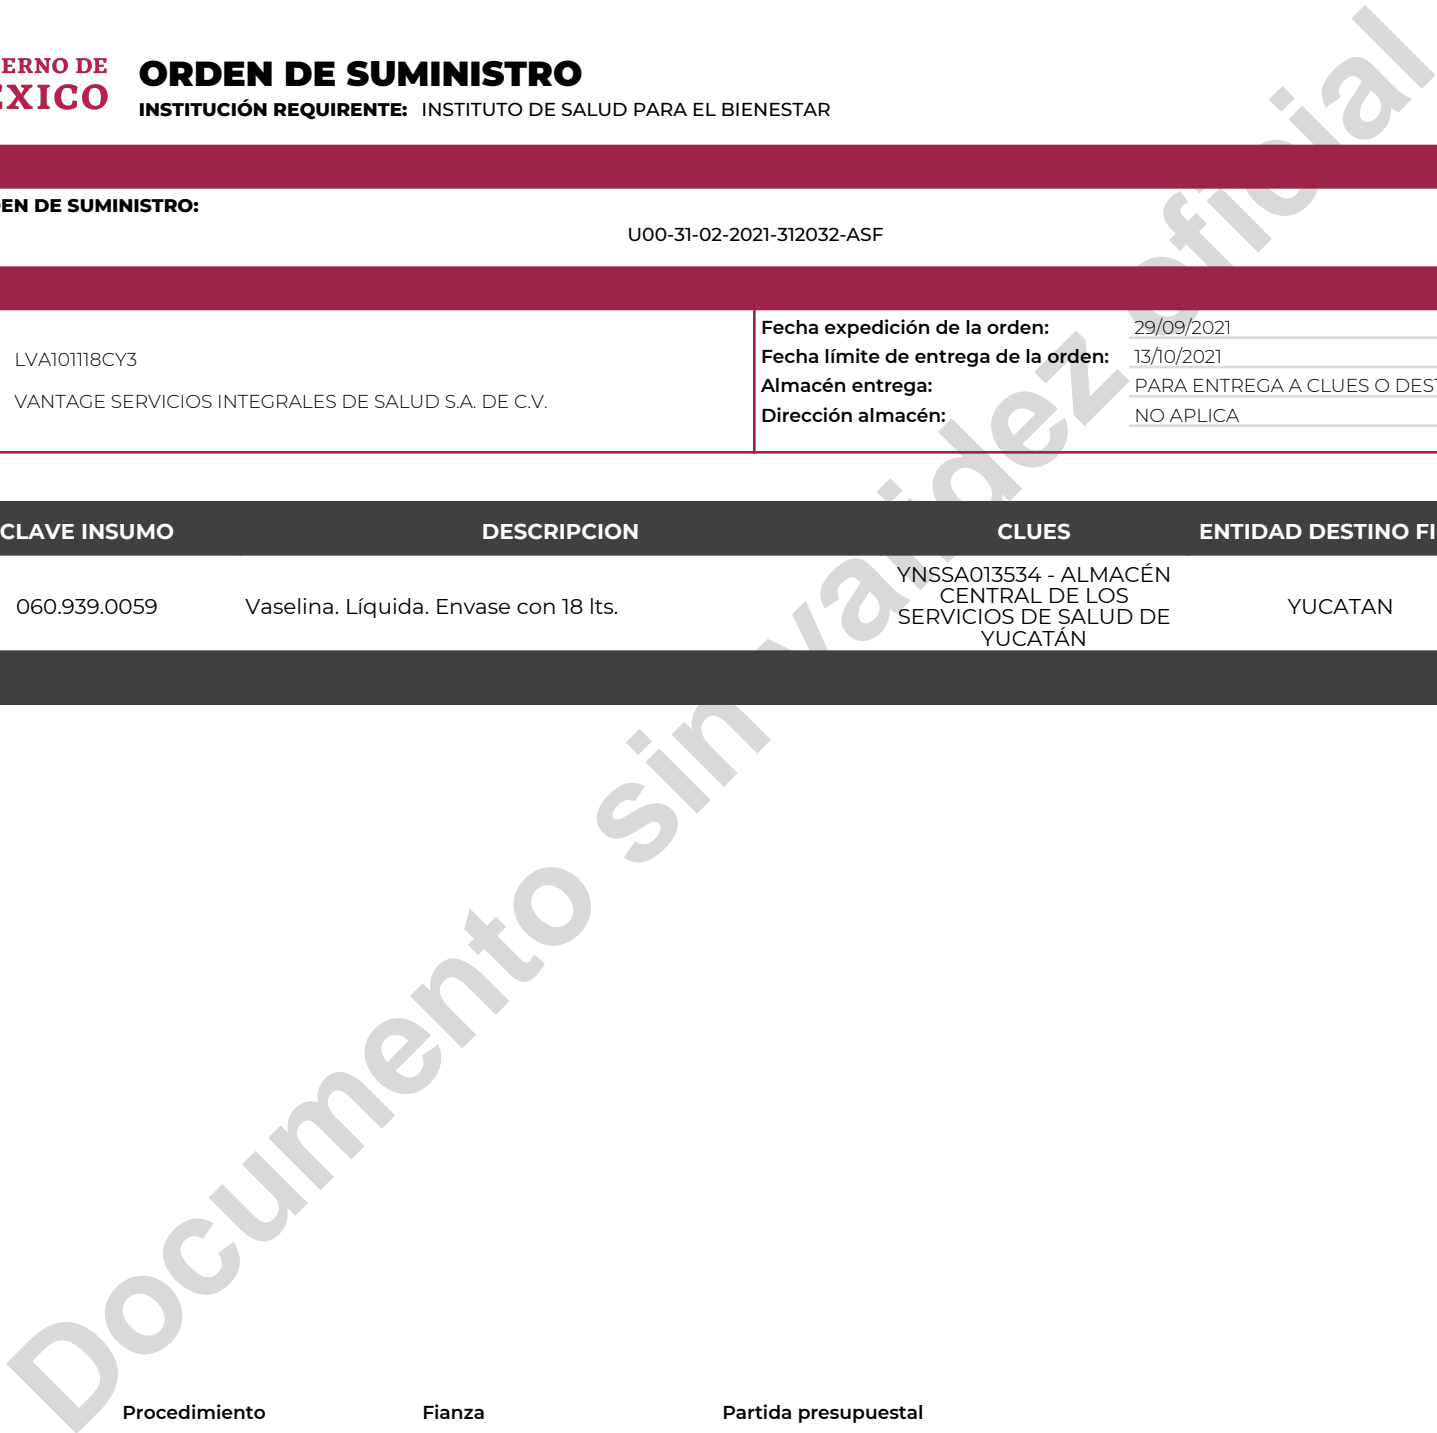 ERNO DE
ÉXICO
ORDEN DE SUMINISTRO
INSTITUCIÓN REQUIRENTE: INSTITUTO DE SALUD PARA EL BIENESTAR
EN DE SUMINISTRO:
U00-31-02-2021-312032-ASF
LVA101118CY3
VANTAGE SERVICIOS INTEGRALES DE SALUD S.A. DE C.V.
Fecha expedición de la orden: 29/09/2021
Fecha límite de entrega de la orden: 13/10/2021
Almacén entrega: PARA ENTREGA A CLUES O DEST
Dirección almacén: NO APLICA
CLAVE INSUMO DESCRIPCION CLUES ENTIDAD DESTINO FI
060.939.0059 Vaselina. Líquida. Envase con 18 lts. YNSSA013534 - ALMACÉN
CENTRAL DE LOS
SERVICIOS DE SALUD DE
YUCATÁN
YUCATAN
Documento sin validez oficial
Procedimiento Fianza Partida presupuestal